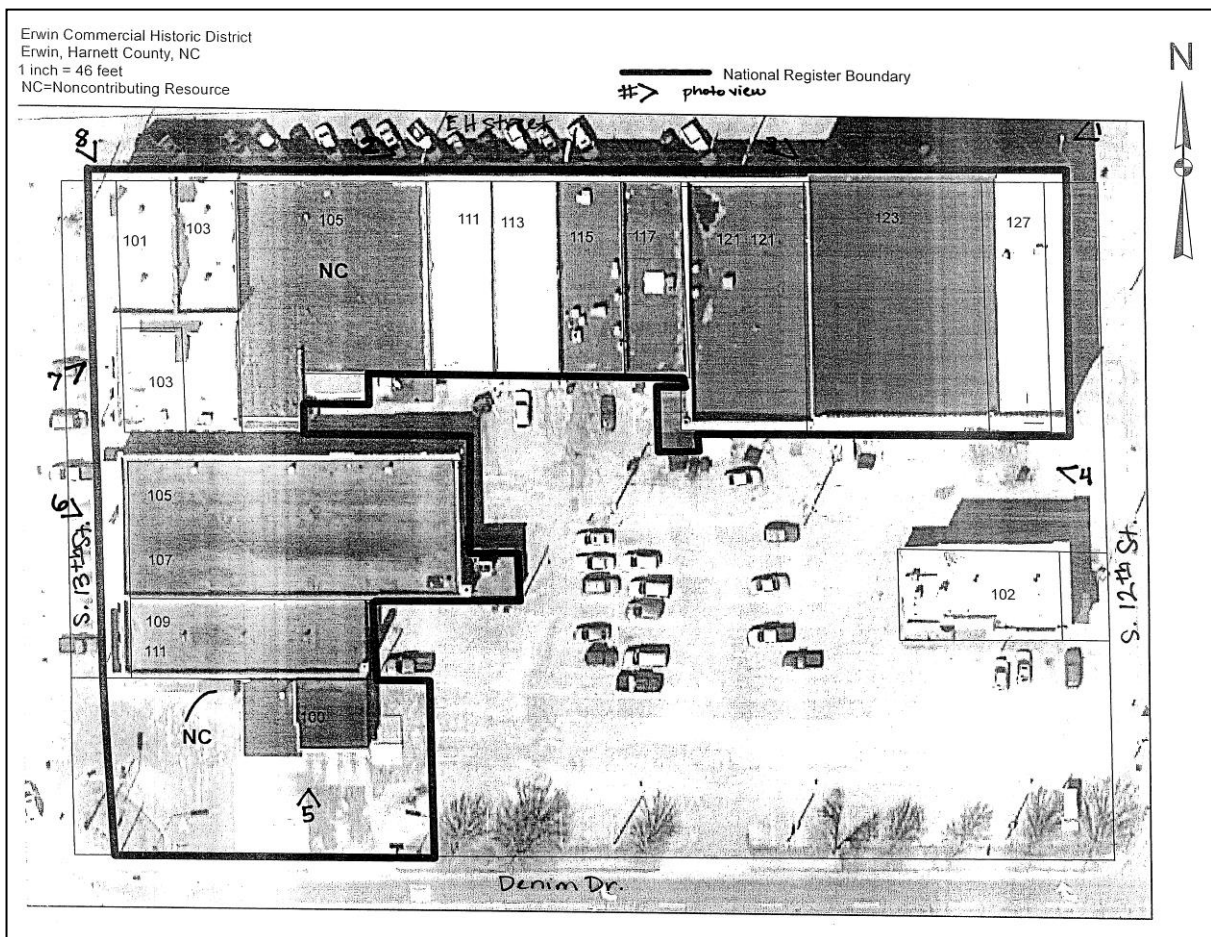 Erwin Commercial Historic District
Erwin, Harnett County, NC
1 inch = 46 feet
NC=Noncontributing Resource
National Register Boundary
#> photo view
N
E H Street
8
1
101
103
105
NC
111
113
115
117
121 121
123
127
103
7
6
105
107
109
111
NC
100
5
4
102
S. 13th St.
S. 12th St.
Denim Dr.